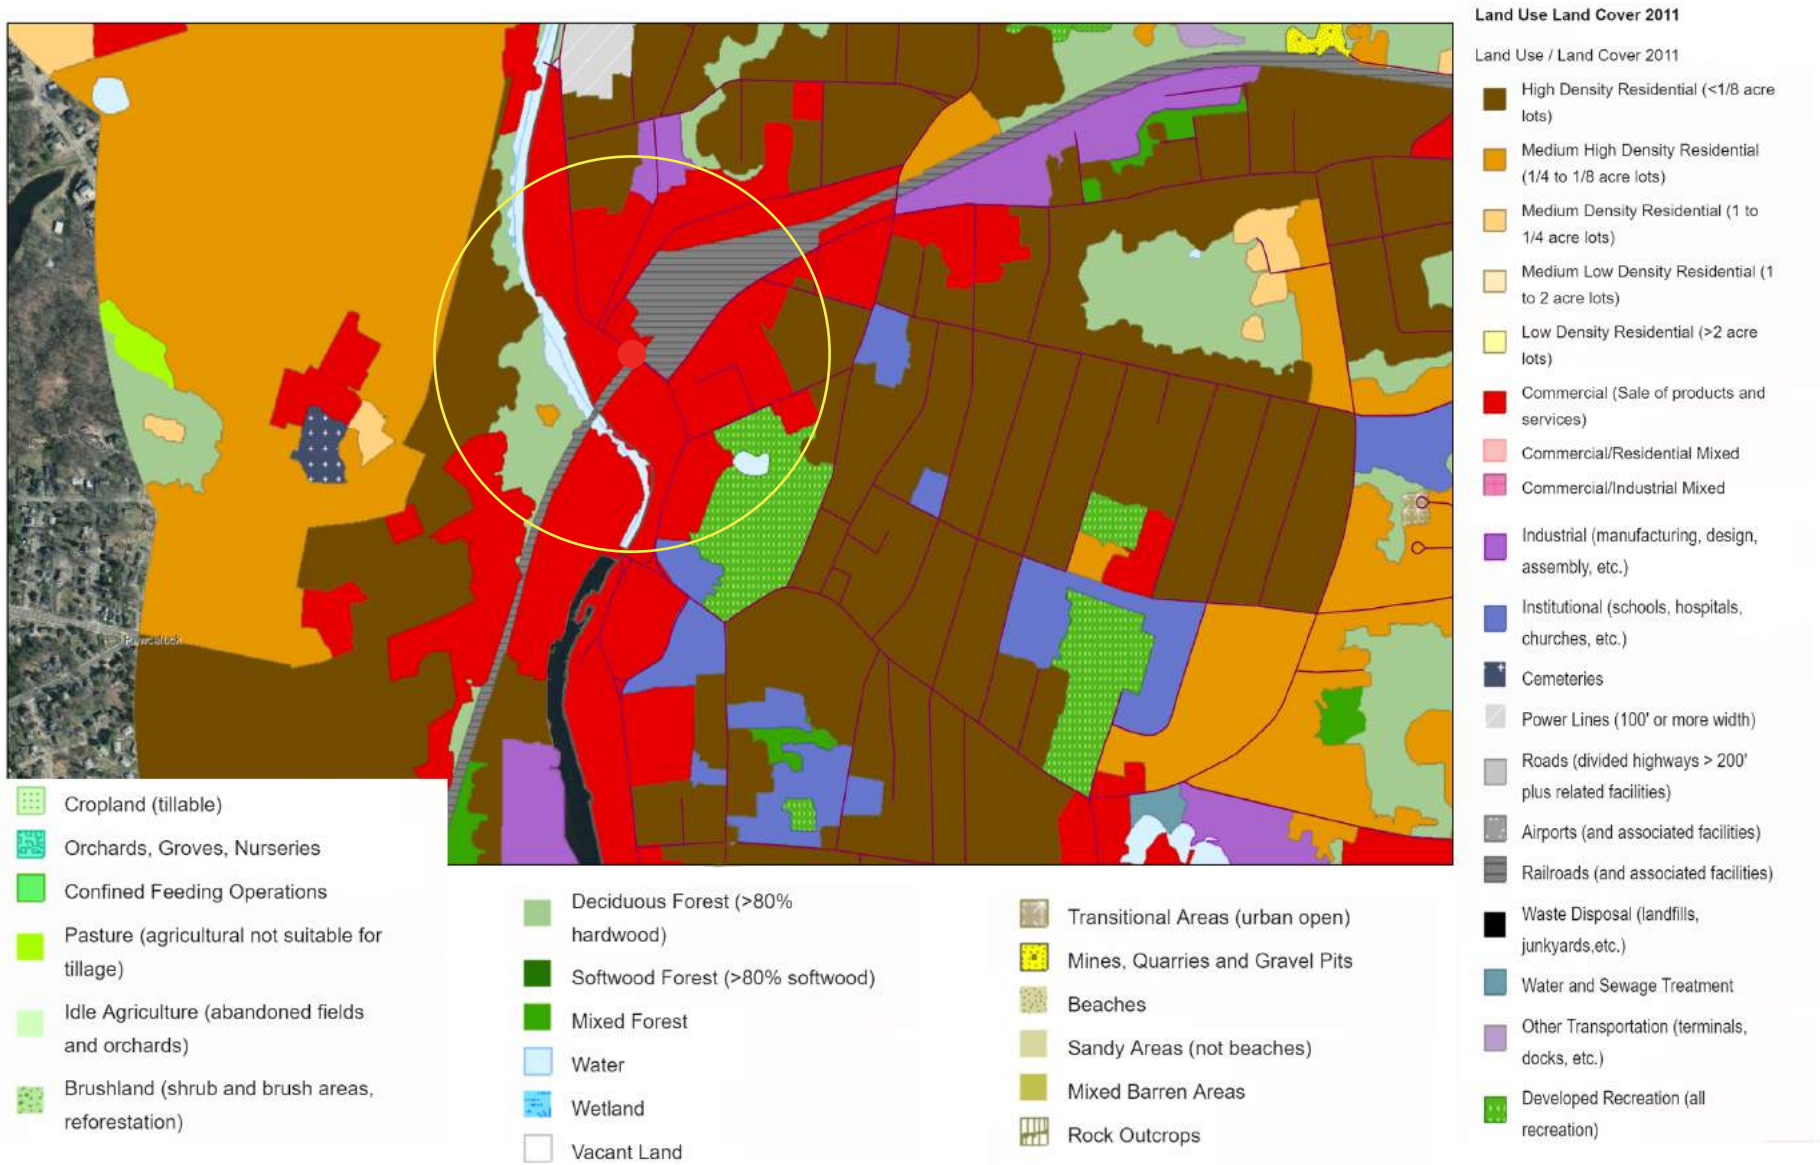 Land Use Land Cover 2011
Land Use / Land Cover 2011
High Density Residential (<1/8 acre
lots)
Medium High Density Residential
(1/4 to 1/8 acre lots)
Medium Density Residential (1 to
1/4 acre lots)
Medium Low Density Residential (1
to 2 acre lots)
Low Density Residential (>2 acre
lots)
Commercial (Sale of products and
services)
Commercial/Residential Mixed
Commercial/Industrial Mixed
Industrial (manufacturing, design,
assembly, etc.)
Institutional (schools, hospitals,
churches, etc.)
Cemeteries
Power Lines (100' or more width)
Roads (divided highways > 200'
plus related facilities)
Airports (and associated facilities)
Railroads (and associated facilities)
Waste Disposal (landfills,
junkyards,etc.)
Water and Sewage Treatment
Other Transportation (terminals,
docks, etc.)
Developed Recreation (all
recreation)
Cropland (tillable)
Orchards, Groves, Nurseries
Confined Feeding Operations
Pasture (agricultural not suitable for
tillage)
Idle Agriculture (abandoned fields
and orchards)
Brushland (shrub and brush areas,
reforestation)
Deciduous Forest (>80%
hardwood)
Softwood Forest (>80% softwood)
Mixed Forest
Water
Wetland
Vacant Land
Transitional Areas (urban open)
Mines, Quarries and Gravel Pits
Beaches
Sandy Areas (not beaches)
Mixed Barren Areas
Rock Outcrops